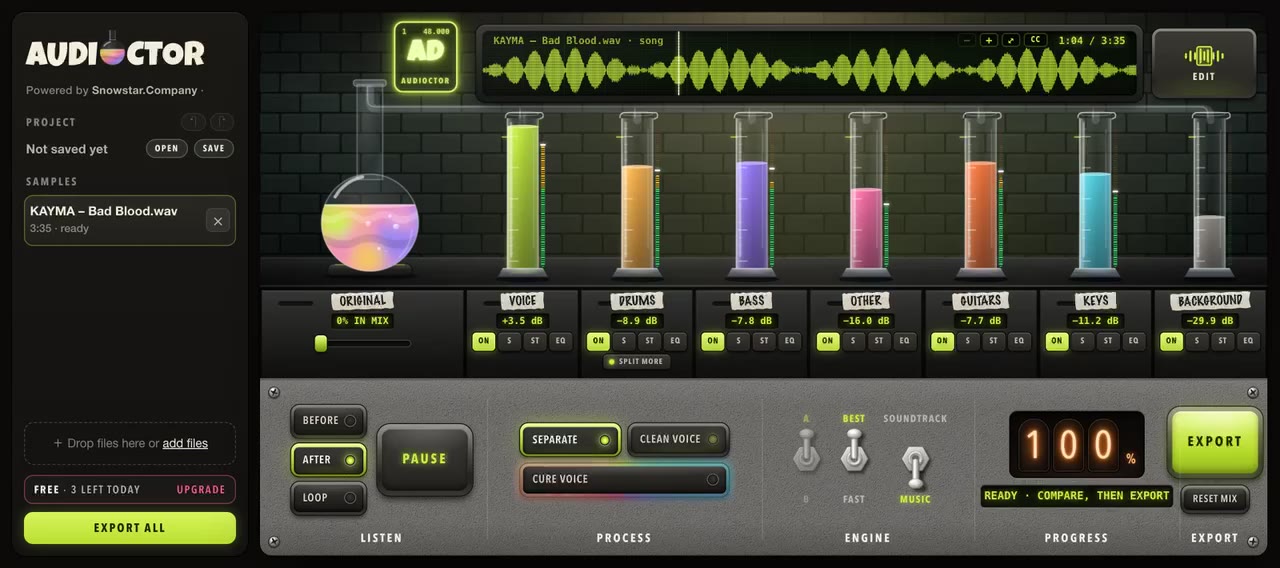 AUDIOCTOR
Powered by Snowstar.Company ·
PROJECT
Not saved yet
OPEN
SAVE
SAMPLES
KAYMA – Bad Blood.wav
3:35 · ready
×
+ Drop files here or add files
FREE · 3 LEFT TODAY
UPGRADE
EXPORT ALL
1 48.000
AD
AUDIOCTOR
KAYMA – Bad Blood.wav · song
− + ⤢ CC 1:04 / 3:35
EDIT
ORIGINAL
0% IN MIX
VOICE
+3.5 dB
ON S ST EQ
DRUMS
−8.9 dB
ON S ST EQ
SPLIT MORE
BASS
−7.8 dB
ON S ST EQ
OTHER
−16.0 dB
ON S ST EQ
GUITARS
−7.7 dB
ON S ST EQ
KEYS
−11.2 dB
ON S ST EQ
BACKGROUND
−29.9 dB
ON S ST EQ
BEFORE
AFTER
LOOP
PAUSE
LISTEN
SEPARATE
CLEAN VOICE
CURE VOICE
PROCESS
A
BEST
SOUNDTRACK
B
FAST
MUSIC
ENGINE
100 %
READY · COMPARE, THEN EXPORT
PROGRESS
EXPORT
RESET MIX
EXPORT